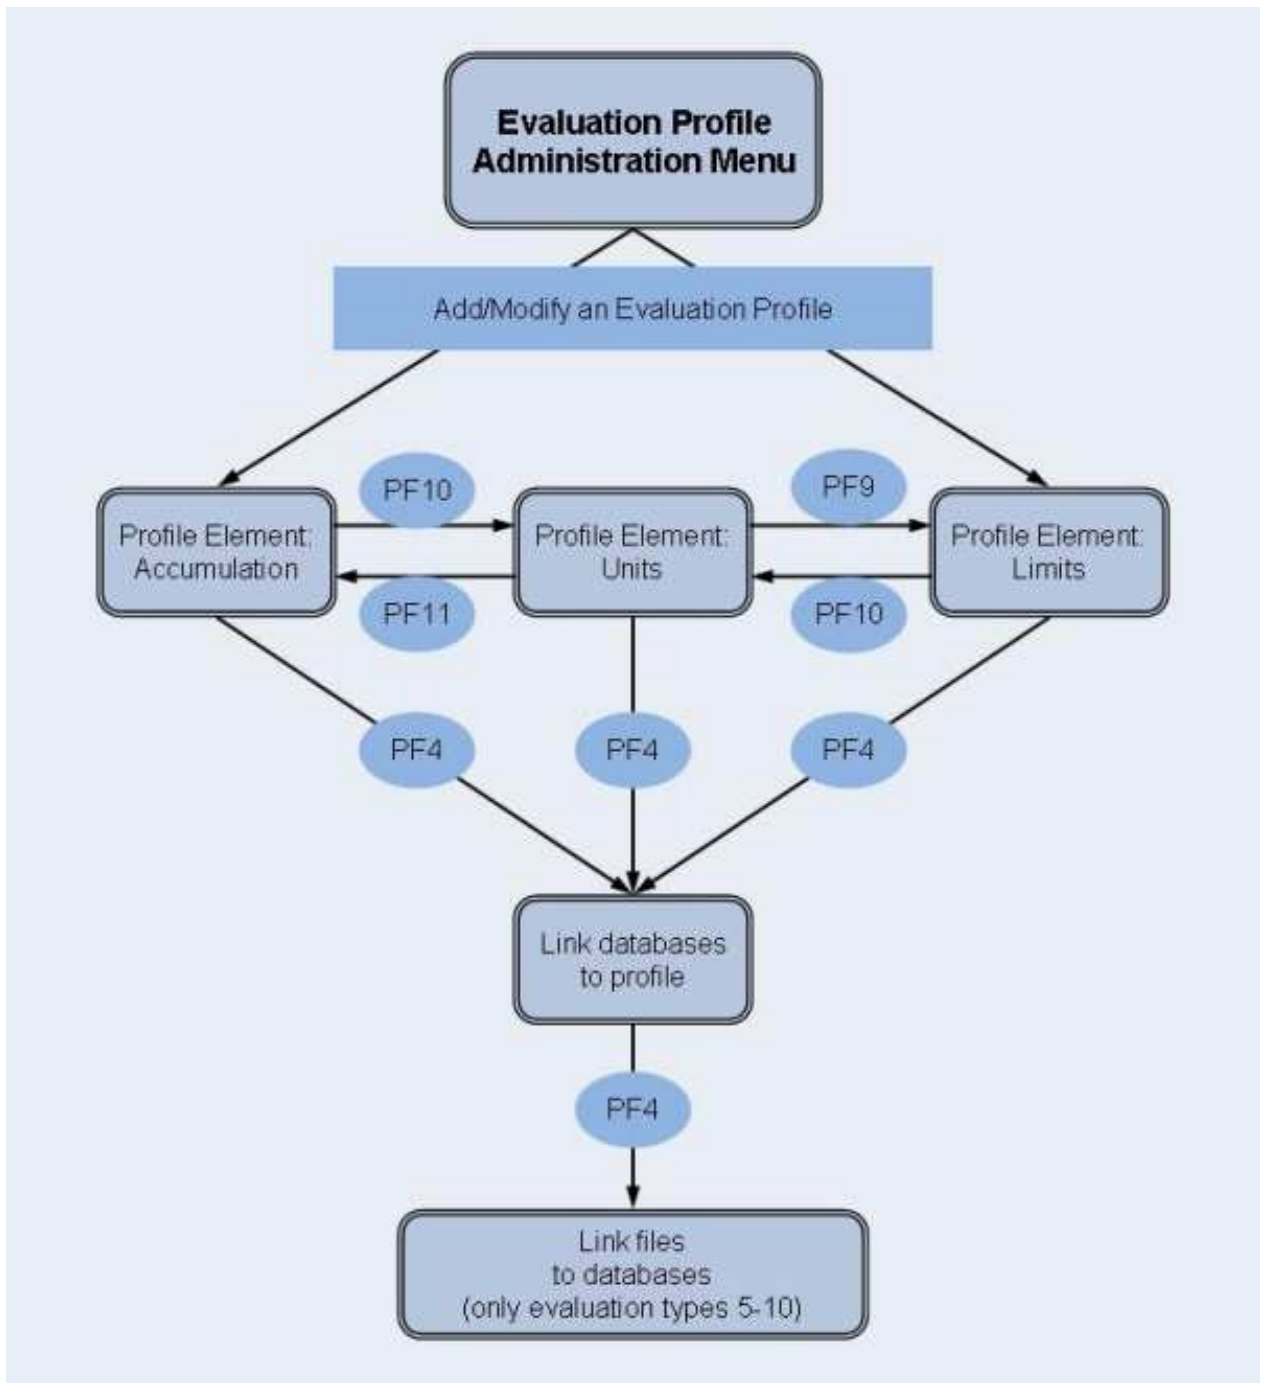 Evaluation Profile
Administration Menu
Add/Modify an Evaluation Profile
PF10
PF9
Profile Element:
Accumulation
Profile Element:
Units
Profile Element:
Limits
PF11
PF10
PF4
PF4
PF4
Link databases
to profile
PF4
Link files
to databases
(only evaluation types 5-10)